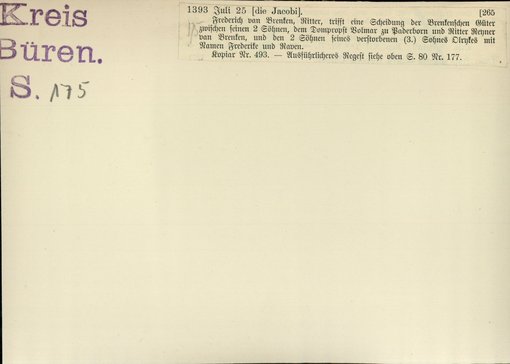 Kreis
Büren.
S. 175
1393 Juli 25 [die Jacobi]. [265
Frederich van Brenken, Ritter, trifft eine Scheidung der Brenkenschen Güter
zwischen seinen 2 Söhnen, dem Dompropst Volmar zu Paderborn und Ritter Reyner
van Brenken, und den 2 Söhnen seines verstorbenen (3.) Sohnes Olrykes mit
Namen Frederike und Raven.
Kopiar Nr. 493. — Ausführlicheres Regest siehe oben S. 80 Nr. 177.